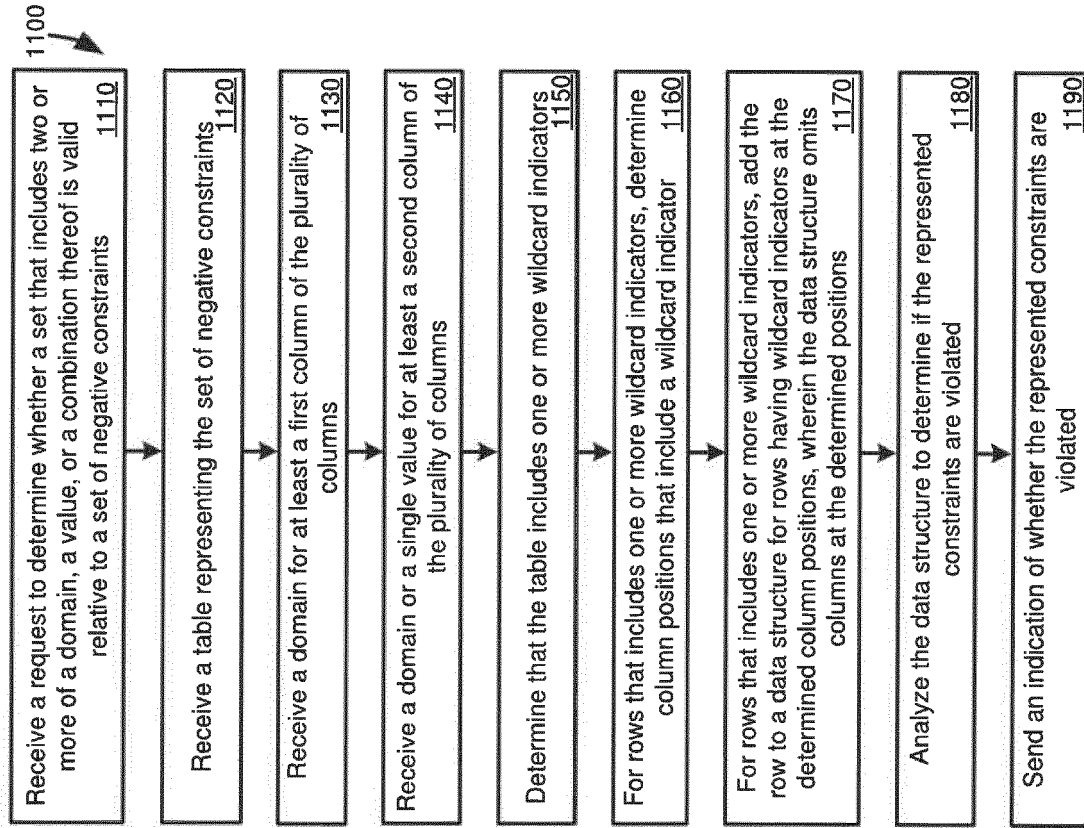 1100
Receive a request to determine whether a set that includes two or
more of a domain, a value, or a combination thereof is valid
relative to a set of negative constraints
1110
Receive a table representing the set of negative constraints
1120
Receive a domain for at least a first column of the plurality of
columns
1130
Receive a domain or a single value for at least a second column of
the plurality of columns
1140
Determine that the table includes one or more wildcard indicators
1150
For rows that includes one or more wildcard indicators, determine
column positions that include a wildcard indicator
1160
For rows that includes one or more wildcard indicators, add the
row to a data structure for rows having wildcard indicators at the
determined column positions, wherein the data structure omits
columns at the determined positions
1170
Analyze the data structure to determine if the represented
constraints are violated
1180
Send an indication of whether the represented constraints are
violated
1190